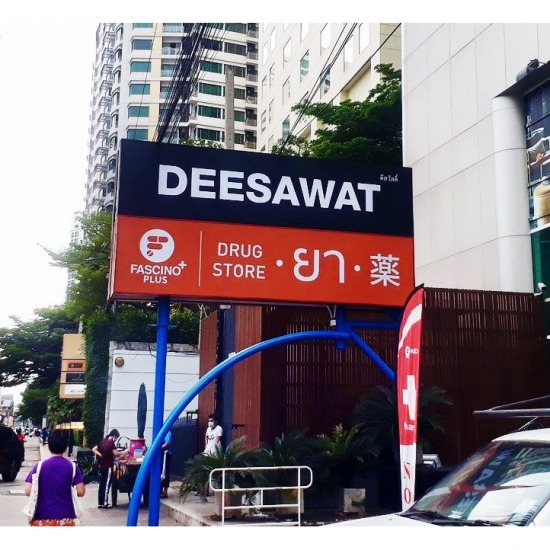 ดีสวัสดิ์
DEESAWAT
FASCINO+
PLUS
DRUG
STORE
· ยา · 薬